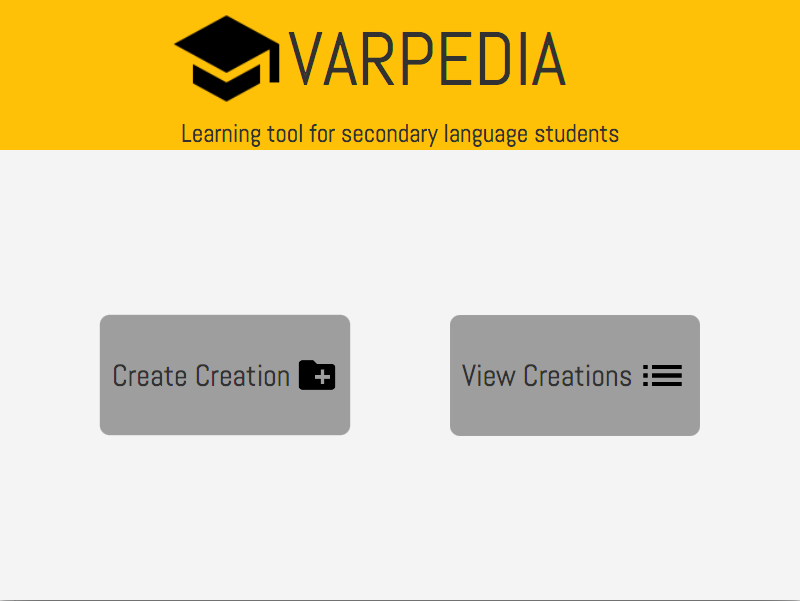 VARPEDIA
Learning tool for secondary language students
Create Creation
View Creations